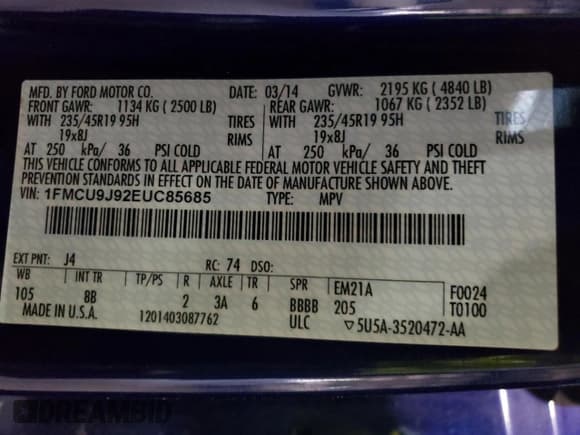 MFD. BY FORD MOTOR CO. DATE: 03/14 GVWR: 2195 KG ( 4840 LB)
FRONT GAWR: 1134 KG ( 2500 LB) REAR GAWR: 1067 KG ( 2352 LB)
WITH 235/45R19 95H TIRES WITH 235/45R19 95H TIRES
19x8J RIMS 19x8J RIMS
AT 250 kPa/ 36 PSI COLD AT 250 kPa/ 36 PSI COLD
THIS VEHICLE CONFORMS TO ALL APPLICABLE FEDERAL MOTOR VEHICLE SAFETY AND THEFT
PREVENTION STANDARDS IN EFFECT ON THE DATE OF MANUFACTURE SHOWN ABOVE.
VIN: 1FMCU9J92EUC85685 TYPE: MPV
EXT PNT: J4 RC: 74 DSO:
WB INT TR TP/PS R AXLE TR SPR EM21A F0024
105 8B 2 3A 6 BBBB 205 T0100
MADE IN U.S.A. 1201403087762 ULC ▽5U5A-3520472-AA
DREAMBID